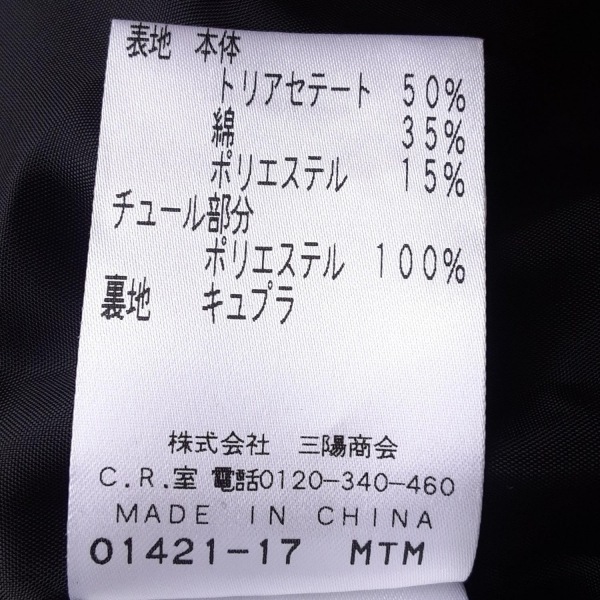 表地 本体
トリアセテート 50%
綿 35%
ポリエステル 15%
チュール部分
ポリエステル 100%
裏地 キュプラ
株式会社 三陽商会
C.R.室 電話0120-340-460
MADE IN CHINA
01421-17 MTM